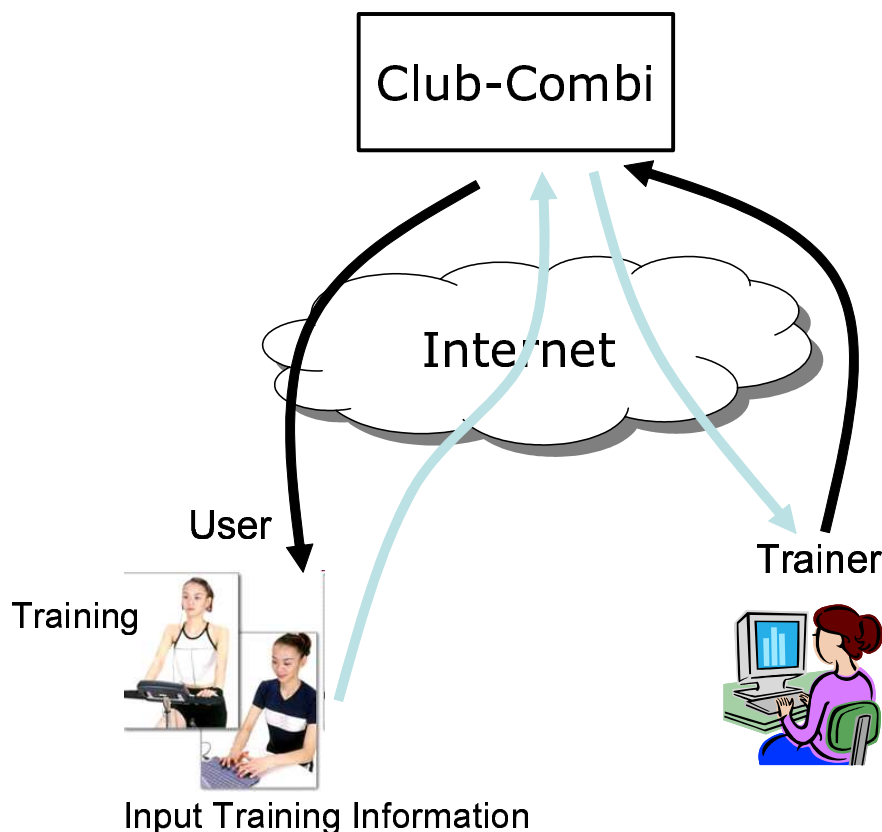 Club-Combi
Internet
User
Trainer
Training
Input Training Information